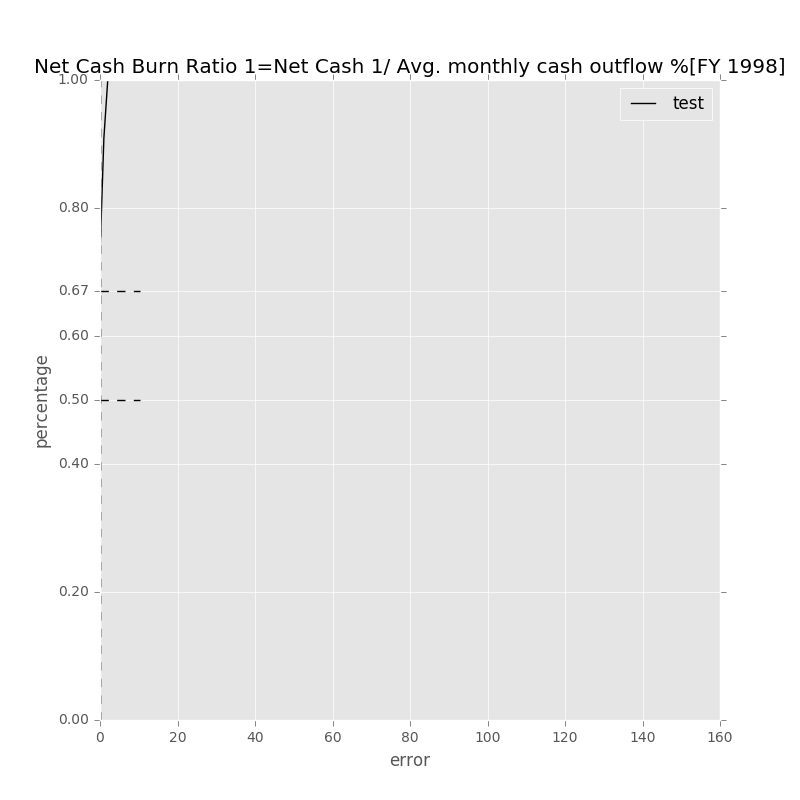 Net Cash Burn Ratio 1=Net Cash 1/ Avg. monthly cash outflow %[FY 1998]
1.00
test
0.80
0.67
0.60
percentage
0.50
0.40
0.20
0.00
0 20 40 60 80 100 120 140 160
error